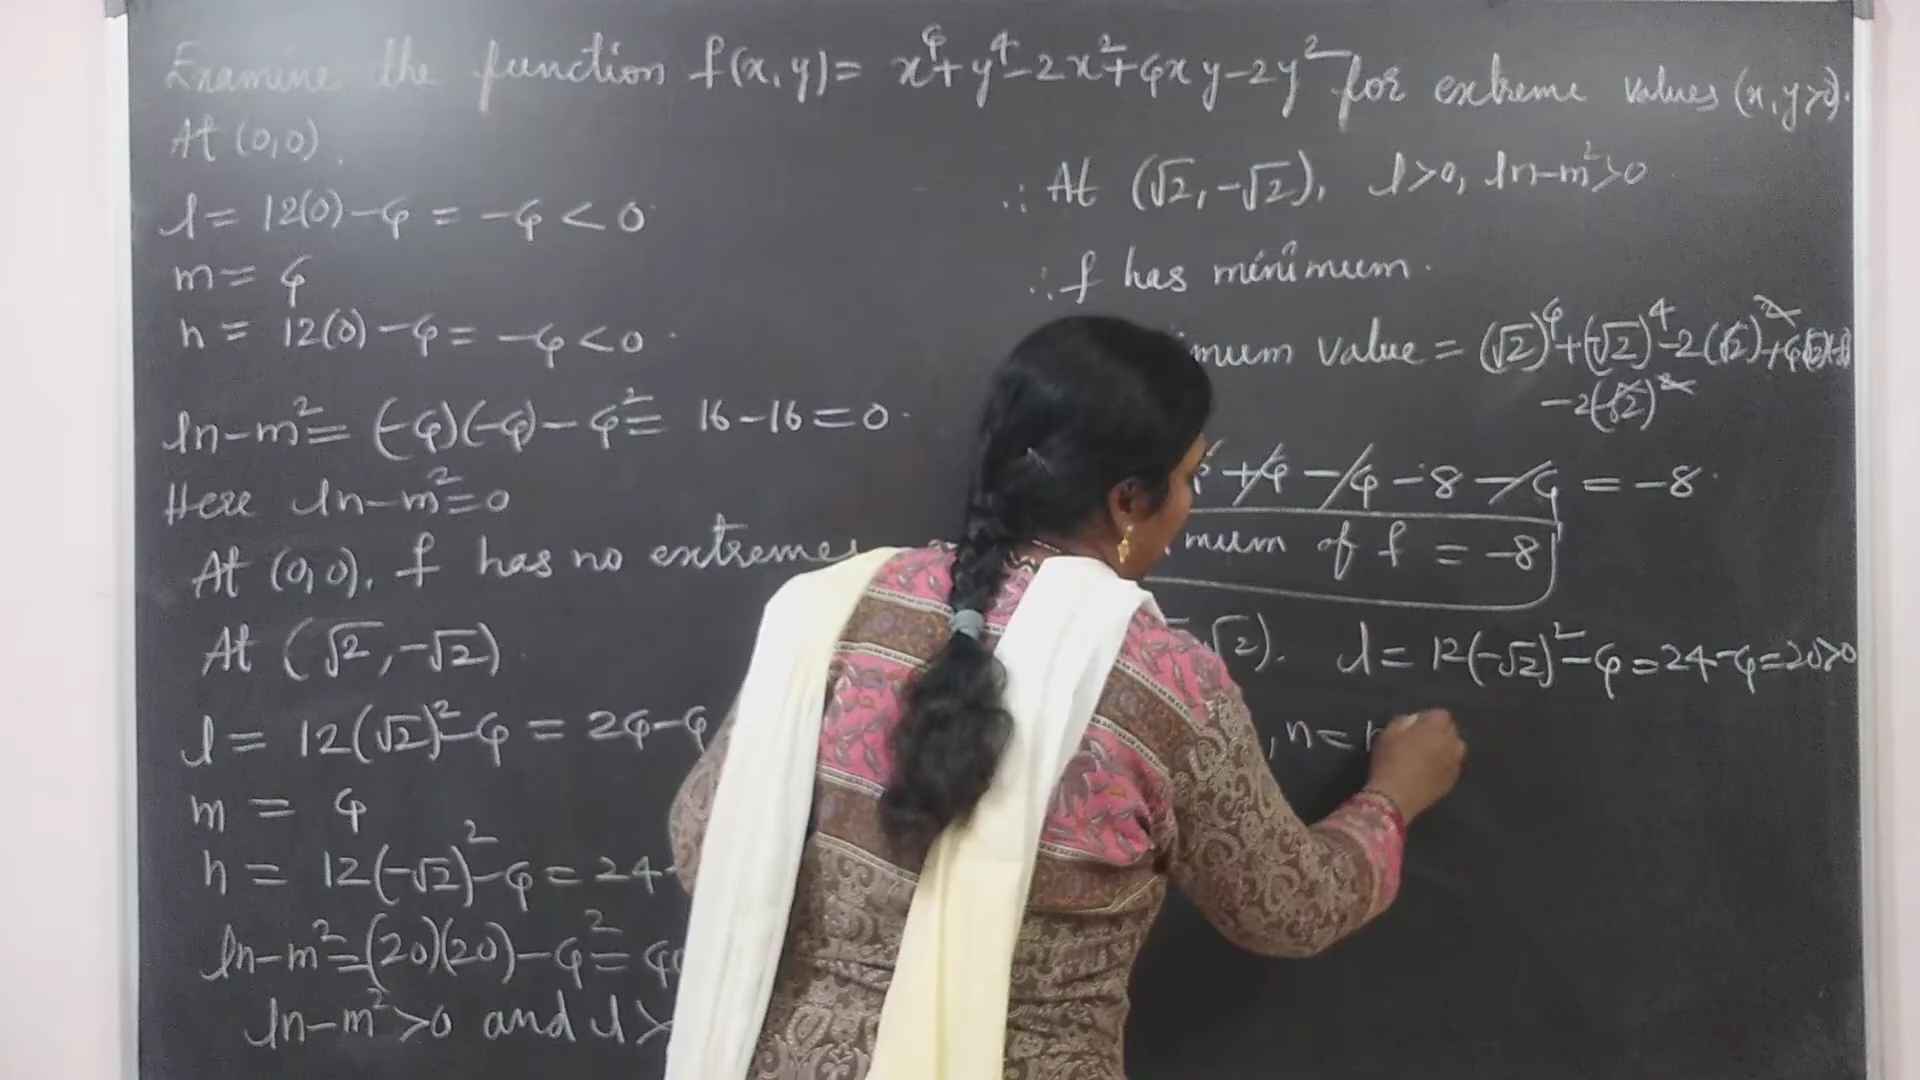 Examine the function f(x,y) = x⁴+y⁴-2x²+4xy-2y² for extreme values (x,y>0).
At (0,0),
l = 12(0)-4 = -4 < 0
m = 4
n = 12(0)-4 = -4 < 0.
ln-m² = (-4)(-4)-4² = 16-16 = 0.
Here ln-m² = 0
At (0,0), f has no extreme
At (√2,-√2)
l = 12(√2)²-4 = 24-4
m = 4
n = 12(-√2)²-4 = 24-
ln-m² = (20)(20)-4² =
ln-m² > 0 and l >
∴ At (√2,-√2), l>0, ln-m²>0
∴ f has minimum.
mum value = (√2)⁴+(-√2)⁴-2(√2)²+4(√2)(-√2)
-2(-√2)²
+4-4-8-4 = -8.
mum of f = -8
√2). l = 12(-√2)²-4 = 24-4 = 20>0
, n =